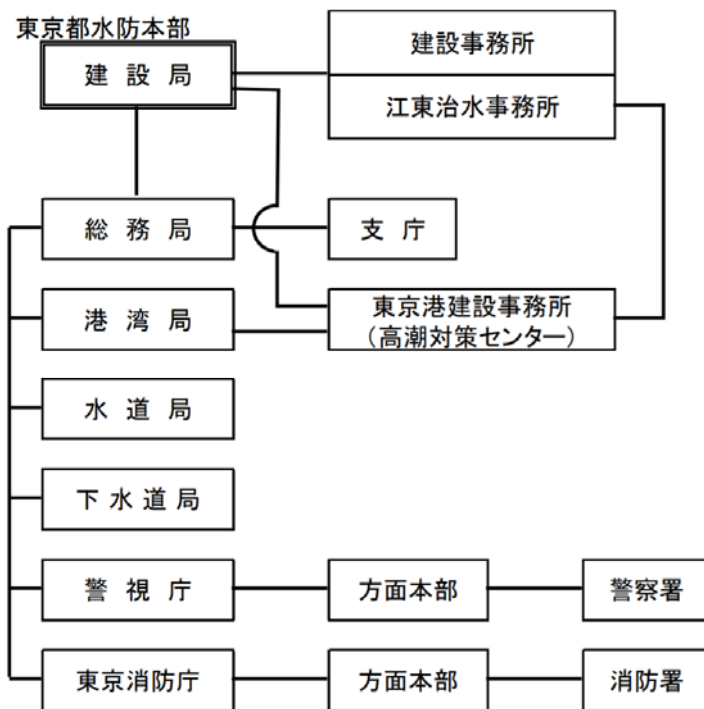 東京都水防本部
建設局
建設事務所
江東治水事務所
総務局
支庁
港湾局
東京港建設事務所
（高潮対策センター）
水道局
下水道局
警視庁
方面本部
警察署
東京消防庁
方面本部
消防署